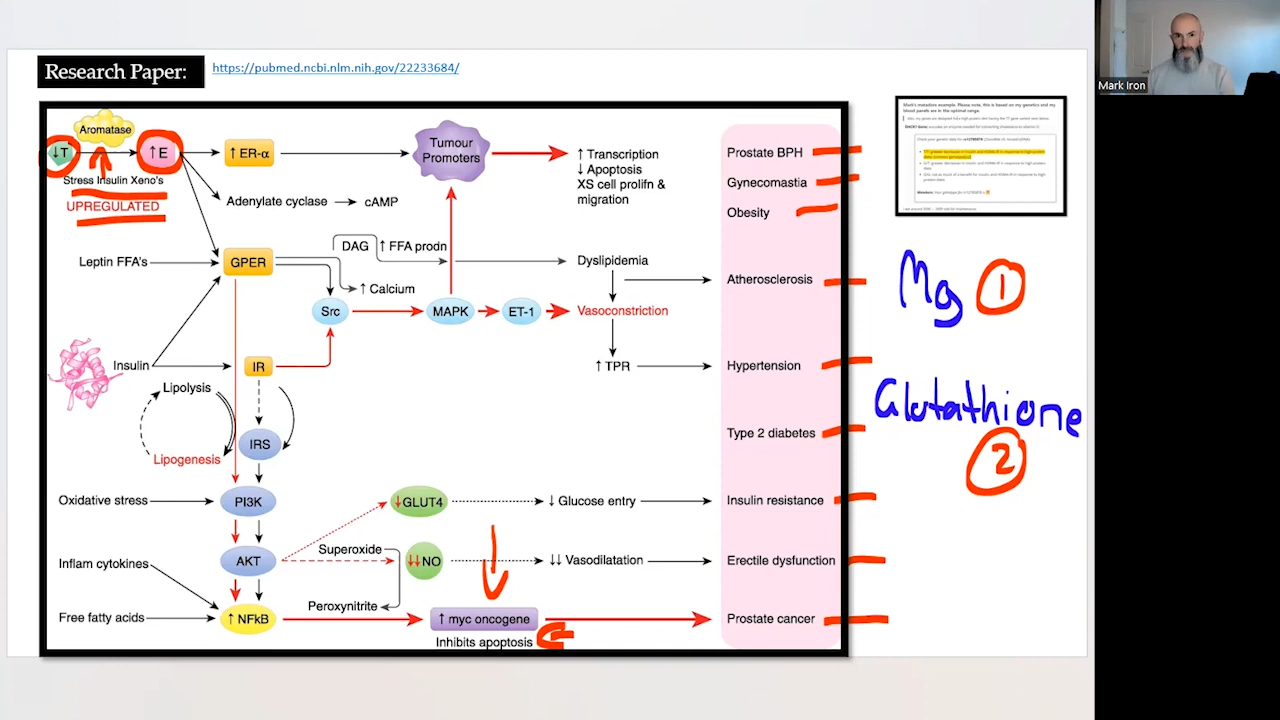 Research Paper:
https://pubmed.ncbi.nlm.nih.gov/22233684/
Mark Iron
Aromatase
↓T
↑E
↑ER-α
Stress Insulin Xeno's
UPREGULATED
Adenylate cyclase
cAMP
Tumour
Promoters
↑ Transcription
↓ Apoptosis
XS cell prolifn &
migration
Prostate BPH
Gynecomastia
Obesity
Leptin FFA's
GPER
DAG
↑ FFA prodn
↑ Calcium
Dyslipidemia
Atherosclerosis
Src
MAPK
ET-1
Vasoconstriction
Insulin
IR
↑ TPR
Hypertension
Lipolysis
Lipogenesis
IRS
Type 2 diabetes
Oxidative stress
PI3K
↓GLUT4
↓ Glucose entry
Insulin resistance
AKT
Superoxide
↓↓NO
↓↓ Vasodilatation
Erectile dysfunction
Inflam cytokines
Peroxynitrite
Free fatty acids
↑ NFkB
↑ myc oncogene
Inhibits apoptosis
Prostate cancer
Mg 1
Glutathione
2